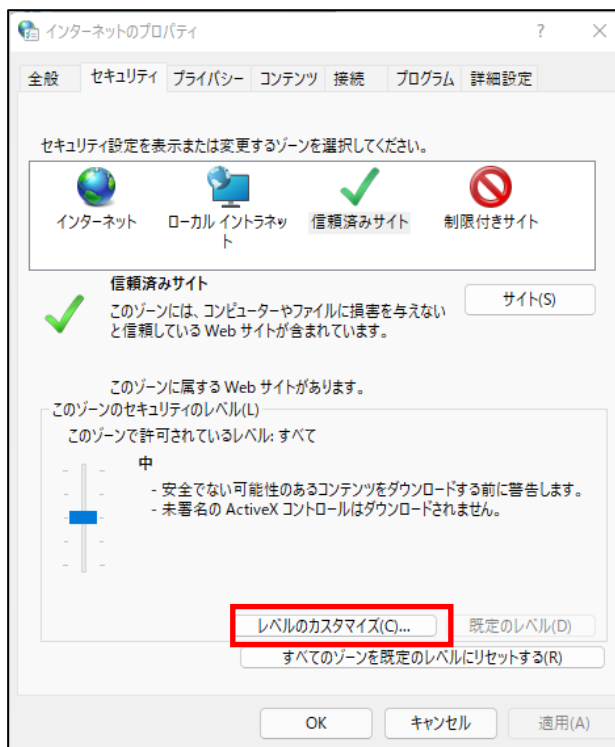 インターネットのプロパティ
?
全般 セキュリティ プライバシー コンテンツ 接続 プログラム 詳細設定
セキュリティ設定を表示または変更するゾーンを選択してください。
インターネット
ローカル イントラネッ
ト
信頼済みサイト
制限付きサイト
信頼済みサイト
サイト(S)
このゾーンには、コンピューターやファイルに損害を与えない
と信頼している Web サイトが含まれています。
このゾーンに属する Web サイトがあります。
このゾーンのセキュリティのレベル(L)
このゾーンで許可されているレベル: すべて
中
- 安全でない可能性のあるコンテンツをダウンロードする前に警告します。
- 未署名の ActiveX コントロールはダウンロードされません。
レベルのカスタマイズ(C)... 既定のレベル(D)
すべてのゾーンを既定のレベルにリセットする(R)
OK キャンセル 適用(A)